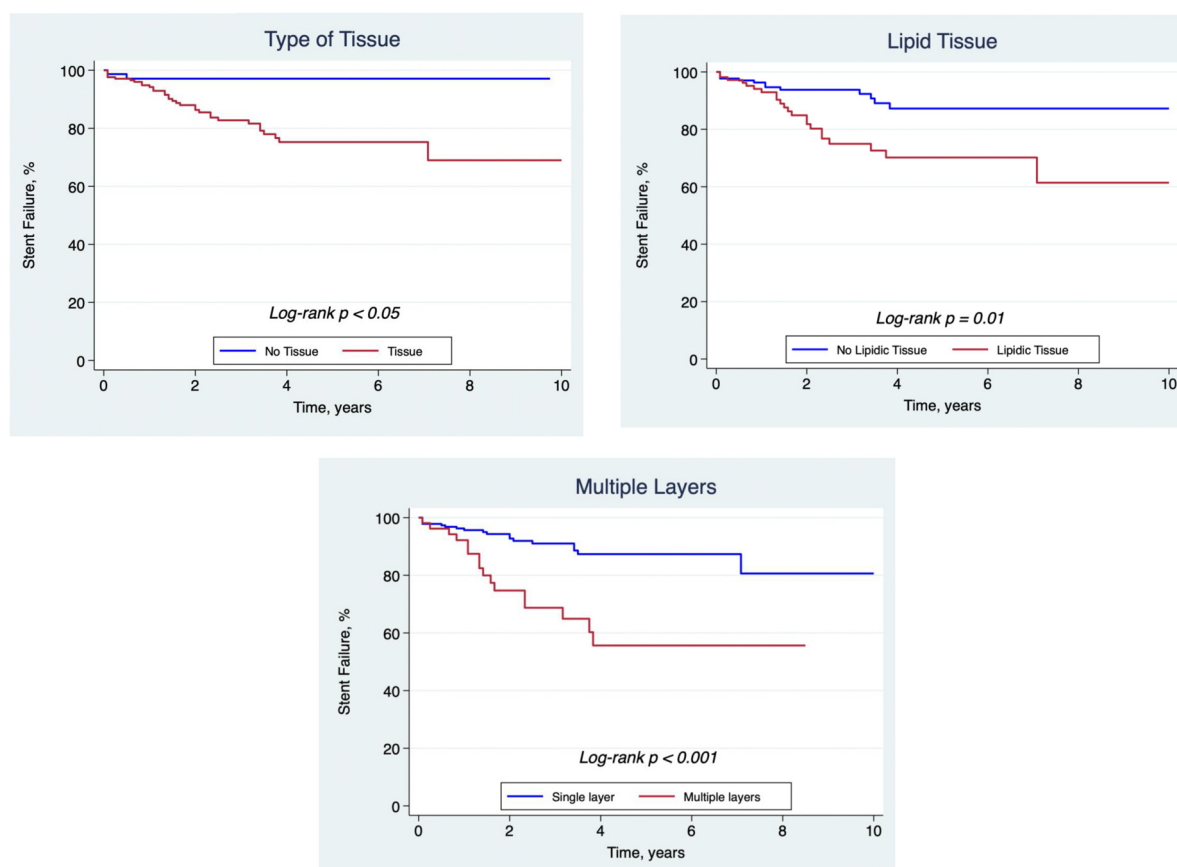 Type of Tissue
100
80
60
40
20
0
Stent Failure, %
Log-rank p < 0.05
No Tissue Tissue
0 2 4 6 8 10
Time, years
Lipid Tissue
100
80
60
40
20
0
Stent Failure, %
Log-rank p = 0.01
No Lipidic Tissue Lipidic Tissue
0 2 4 6 8 10
Time, years
Multiple Layers
100
80
60
40
20
0
Stent Failure, %
Log-rank p < 0.001
Single layer Multiple layers
0 2 4 6 8 10
Time, years